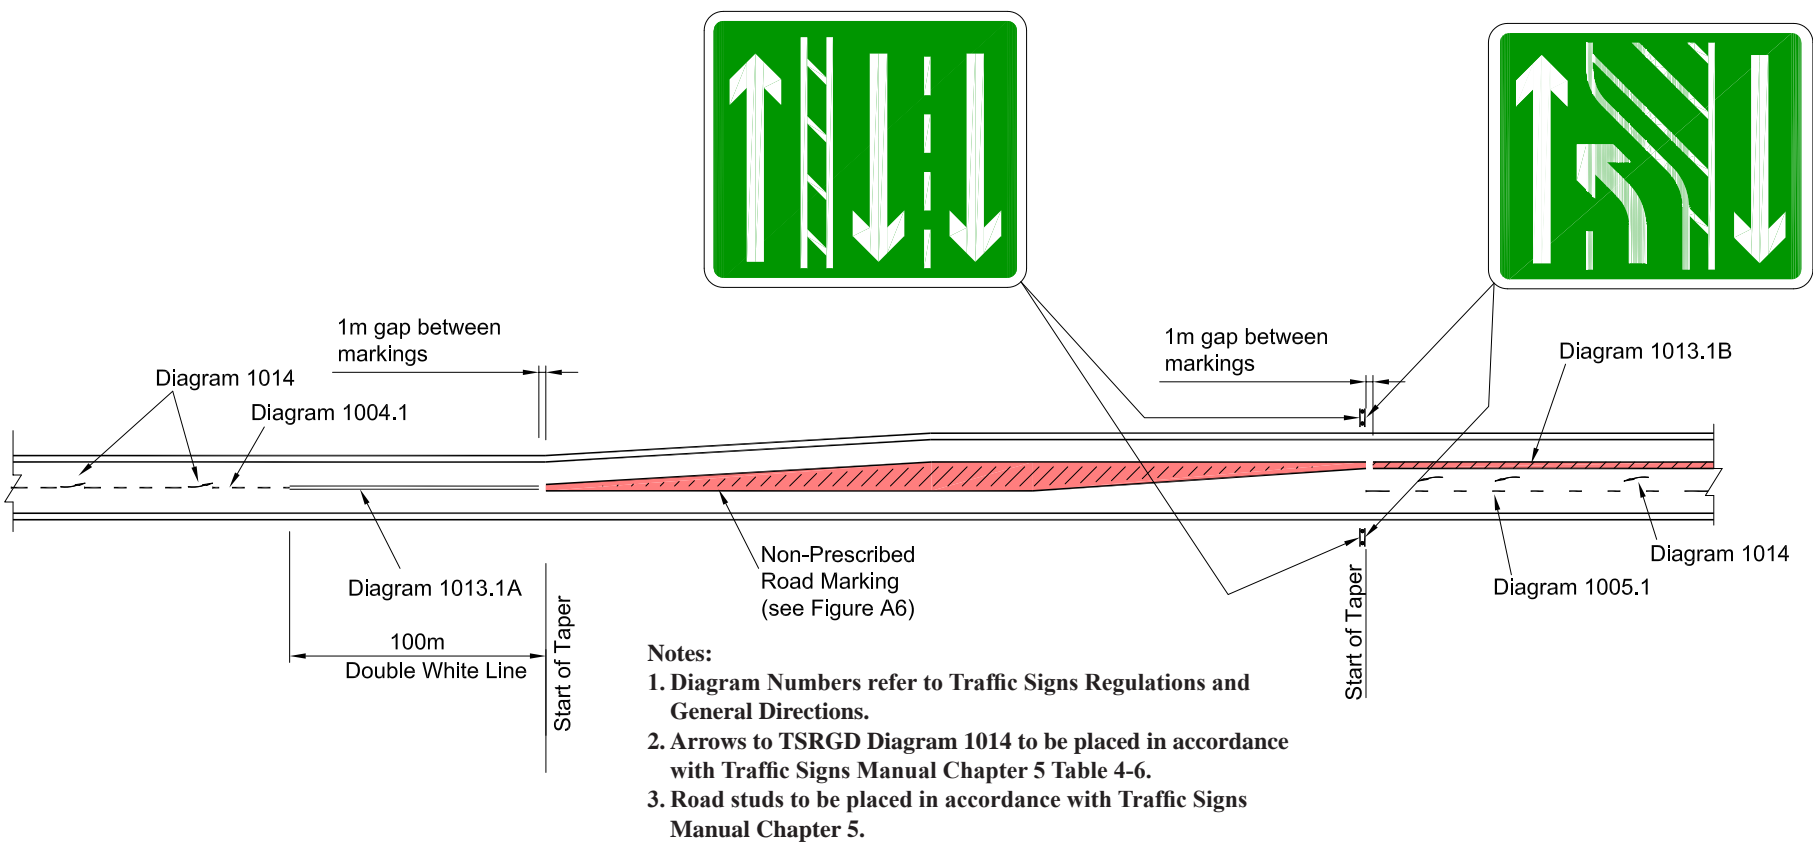 1m gap between
markings
Diagram 1014
Diagram 1004.1
1m gap between
markings
Diagram 1013.1B
Diagram 1013.1A
100m
Double White Line
Start of Taper
Non-Prescribed
Road Marking
(see Figure A6)
Start of Taper
Diagram 1014
Diagram 1005.1
Notes:
1. Diagram Numbers refer to Traffic Signs Regulations and
General Directions.
2. Arrows to TSRGD Diagram 1014 to be placed in accordance
with Traffic Signs Manual Chapter 5 Table 4-6.
3. Road studs to be placed in accordance with Traffic Signs
Manual Chapter 5.